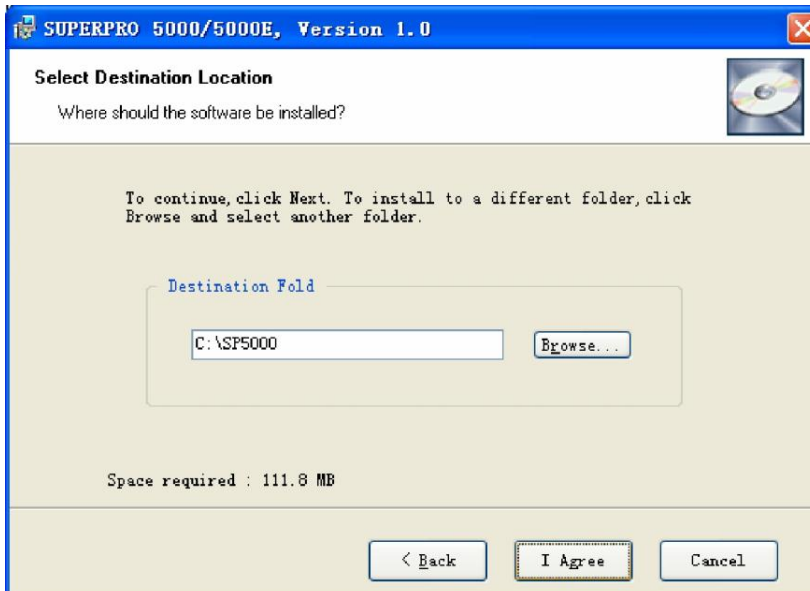 SUPERPRO 5000/5000E, Version 1.0
Select Destination Location
Where should the software be installed?
To continue,click Next. To install to a different folder,click
Browse and select another folder.
Destination Fold
C:\SP5000
Browse...
Space required : 111.8 MB
< Back
I Agree
Cancel